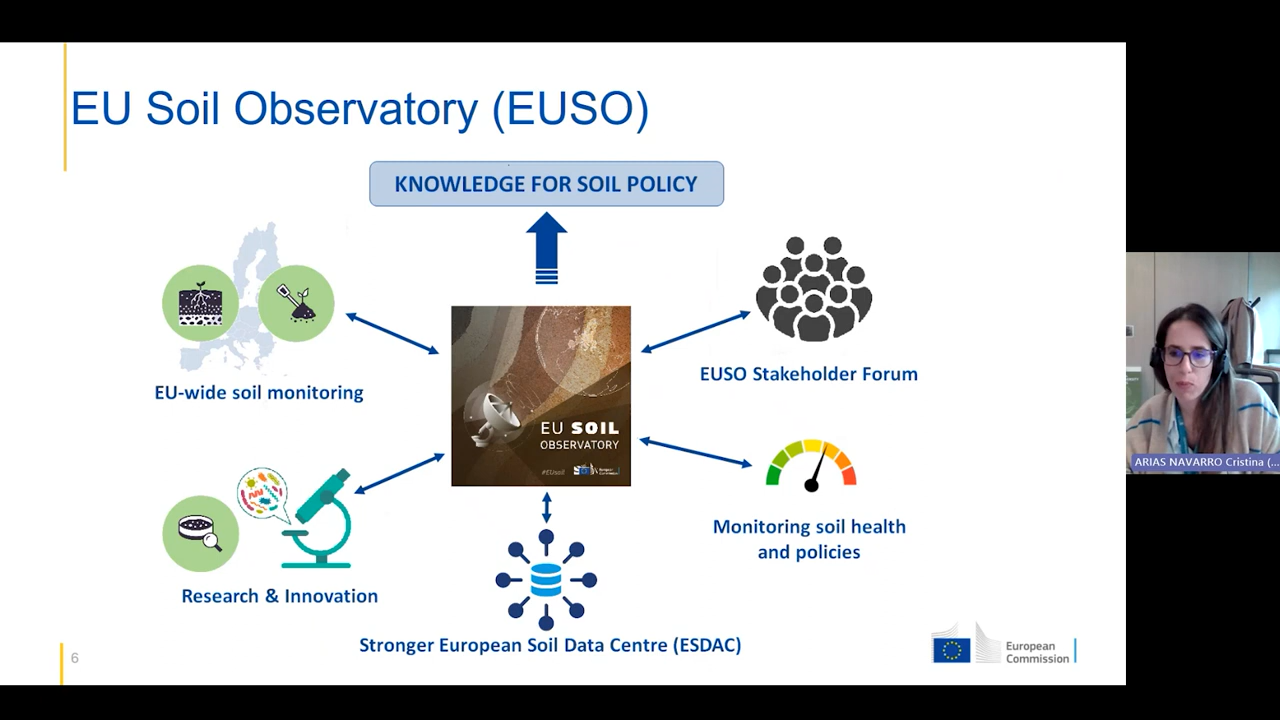 EU Soil Observatory (EUSO)
KNOWLEDGE FOR SOIL POLICY
EU-wide soil monitoring
EUSO Stakeholder Forum
EU SOIL
OBSERVATORY
#EUsoil
European
Commission
Monitoring soil health
and policies
Research & Innovation
Stronger European Soil Data Centre (ESDAC)
6
European
Commission
ARIAS NAVARRO Cristina (...